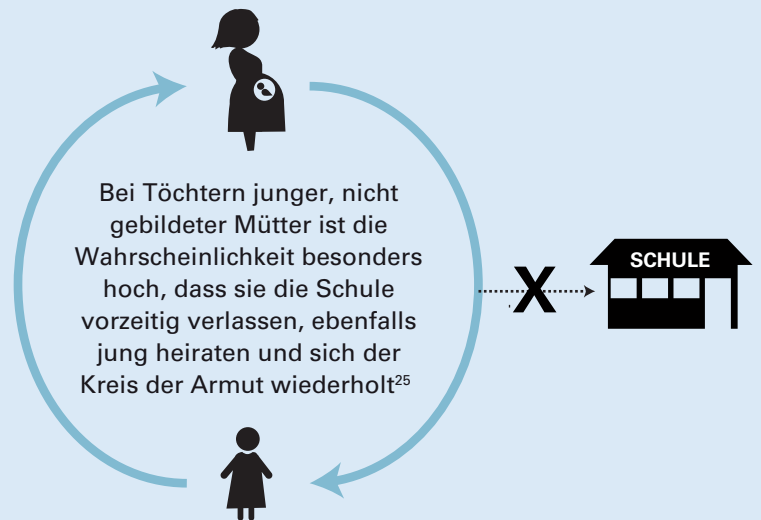 Bei Töchtern junger, nicht
gebildeter Mütter ist die
Wahrscheinlichkeit besonders
hoch, dass sie die Schule
vorzeitig verlassen, ebenfalls
jung heiraten und sich der
Kreis der Armut wiederholt²⁵
X
SCHULE